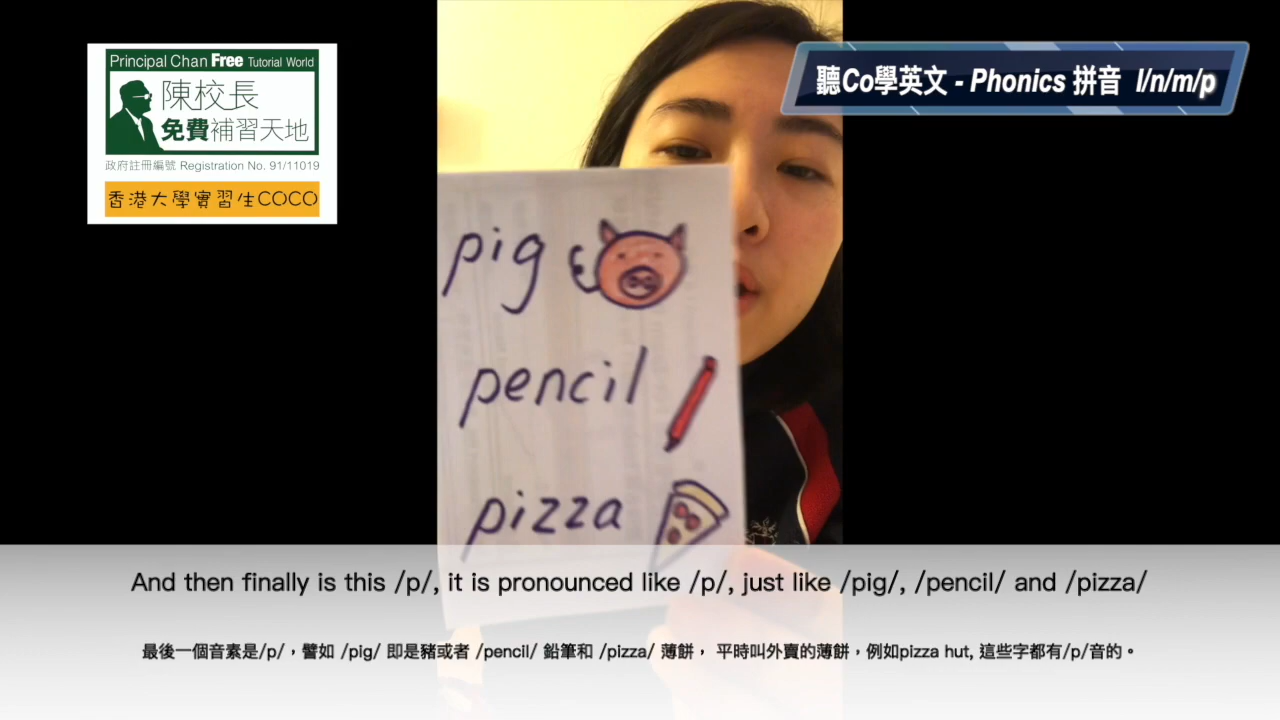 Principal Chan Free Tutorial World
陳校長
免費補習天地
政府註冊編號 Registration No. 91/11019
香港大學實習生COCO
聽Co學英文 - Phonics 拼音 l/n/m/p
pig
pencil
pizza
And then finally is this /p/, it is pronounced like /p/, just like /pig/, /pencil/ and /pizza/
最後一個音素是/p/，譬如 /pig/ 即是豬或者 /pencil/ 鉛筆和 /pizza/ 薄餅， 平時叫外賣的薄餅，例如pizza hut, 這些字都有/p/音的。